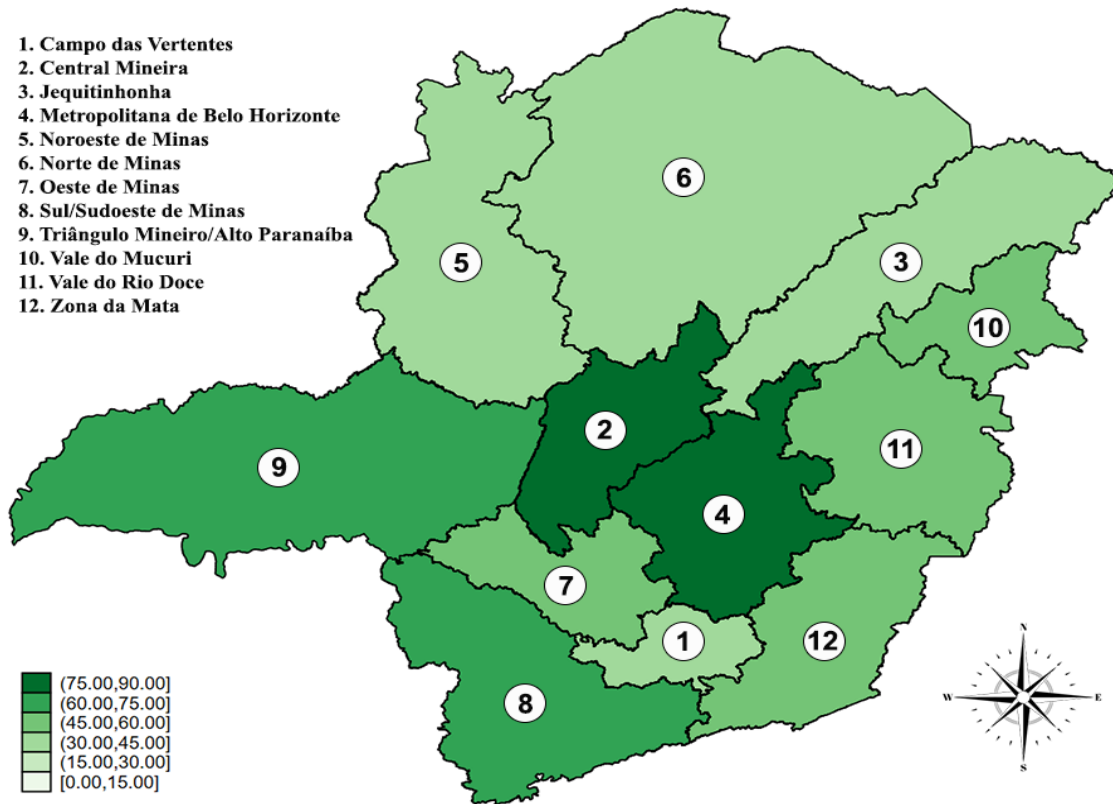 1. Campo das Vertentes
2. Central Mineira
3. Jequitinhonha
4. Metropolitana de Belo Horizonte
5. Noroeste de Minas
6. Norte de Minas
7. Oeste de Minas
8. Sul/Sudoeste de Minas
9. Triângulo Mineiro/Alto Paranaíba
10. Vale do Mucuri
11. Vale do Rio Doce
12. Zona da Mata
6
5
3
10
2
11
9
4
7
1
12
8
(75.00,90.00]
(60.00,75.00]
(45.00,60.00]
(30.00,45.00]
(15.00,30.00]
[0.00,15.00]
N
W
E
S